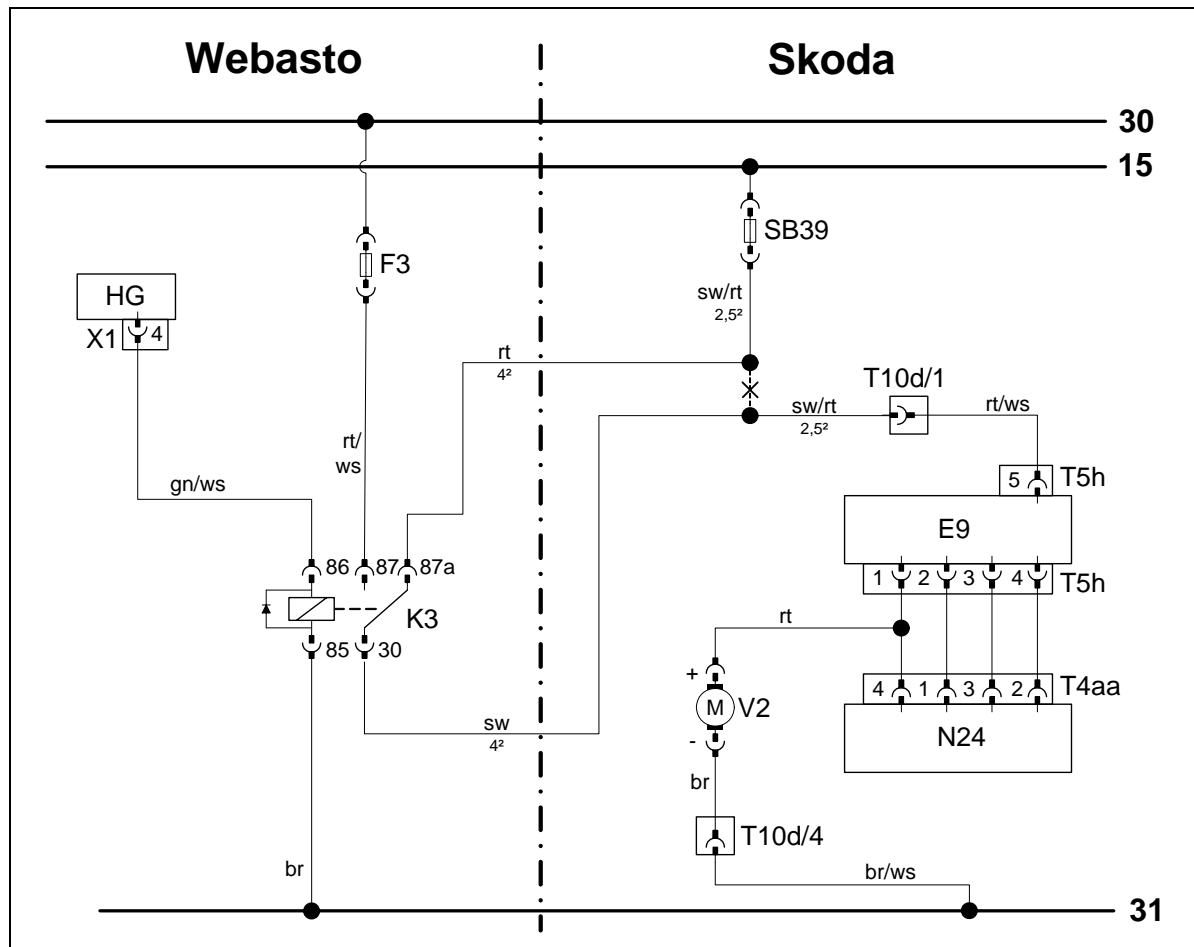 Webasto
Skoda
30
15
F3
SB39
HG
X1
4
sw/rt
2,5²
rt
4²
T10d/1
sw/rt
2,5²
rt/ws
rt/
ws
gn/ws
5
T5h
E9
86
87
87a
1
2
3
4
T5h
K3
rt
85
30
+
M
V2
-
4
1
3
2
T4aa
N24
sw
4²
br
T10d/4
br
br/ws
31